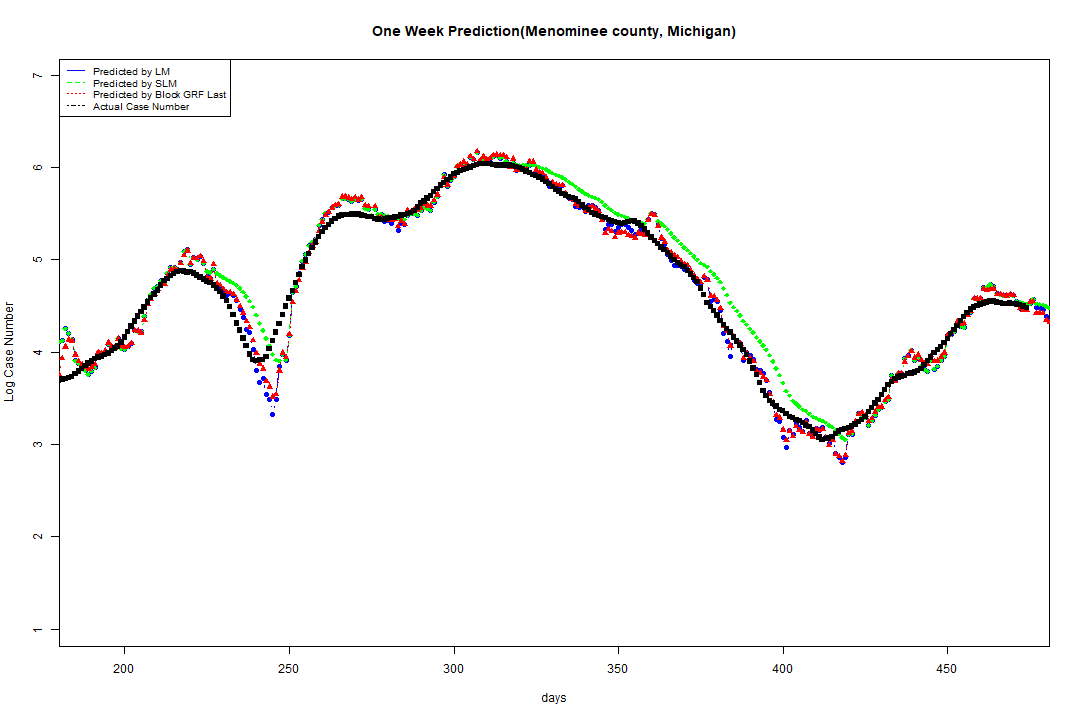 One Week Prediction(Menominee county, Michigan)
Predicted by LM
Predicted by SLM
Predicted by Block GRF Last
Actual Case Number
7
6
5
4
3
2
1
Log Case Number
200 250 300 350 400 450
days